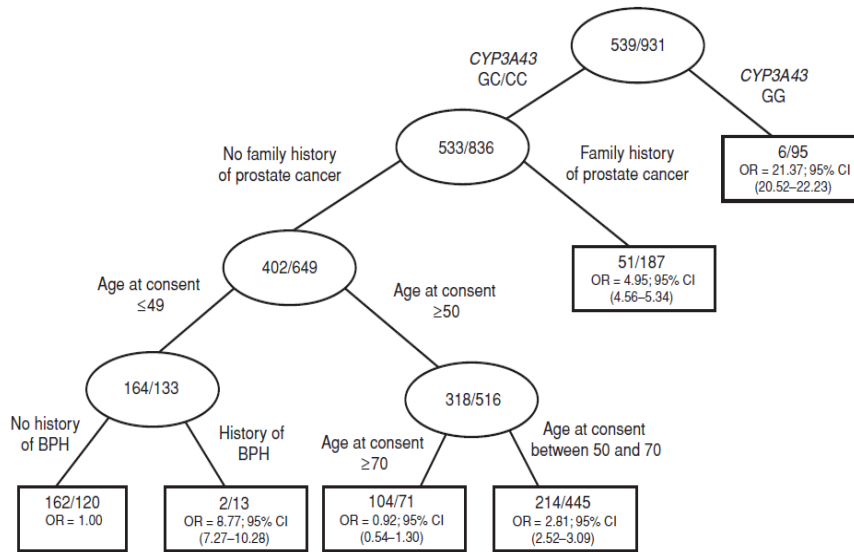 539/931
CYP3A43
GC/CC
CYP3A43
GG
533/836
6/95
OR = 21.37; 95% CI
(20.52–22.23)
No family history
of prostate cancer
Family history
of prostate cancer
402/649
51/187
OR = 4.95; 95% CI
(4.56–5.34)
Age at consent
≤49
Age at consent
≥50
164/133
318/516
No history
of BPH
History of
BPH
Age at consent
≥70
Age at consent
between 50 and 70
162/120
OR = 1.00
2/13
OR = 8.77; 95% CI
(7.27–10.28)
104/71
OR = 0.92; 95% CI
(0.54–1.30)
214/445
OR = 2.81; 95% CI
(2.52–3.09)